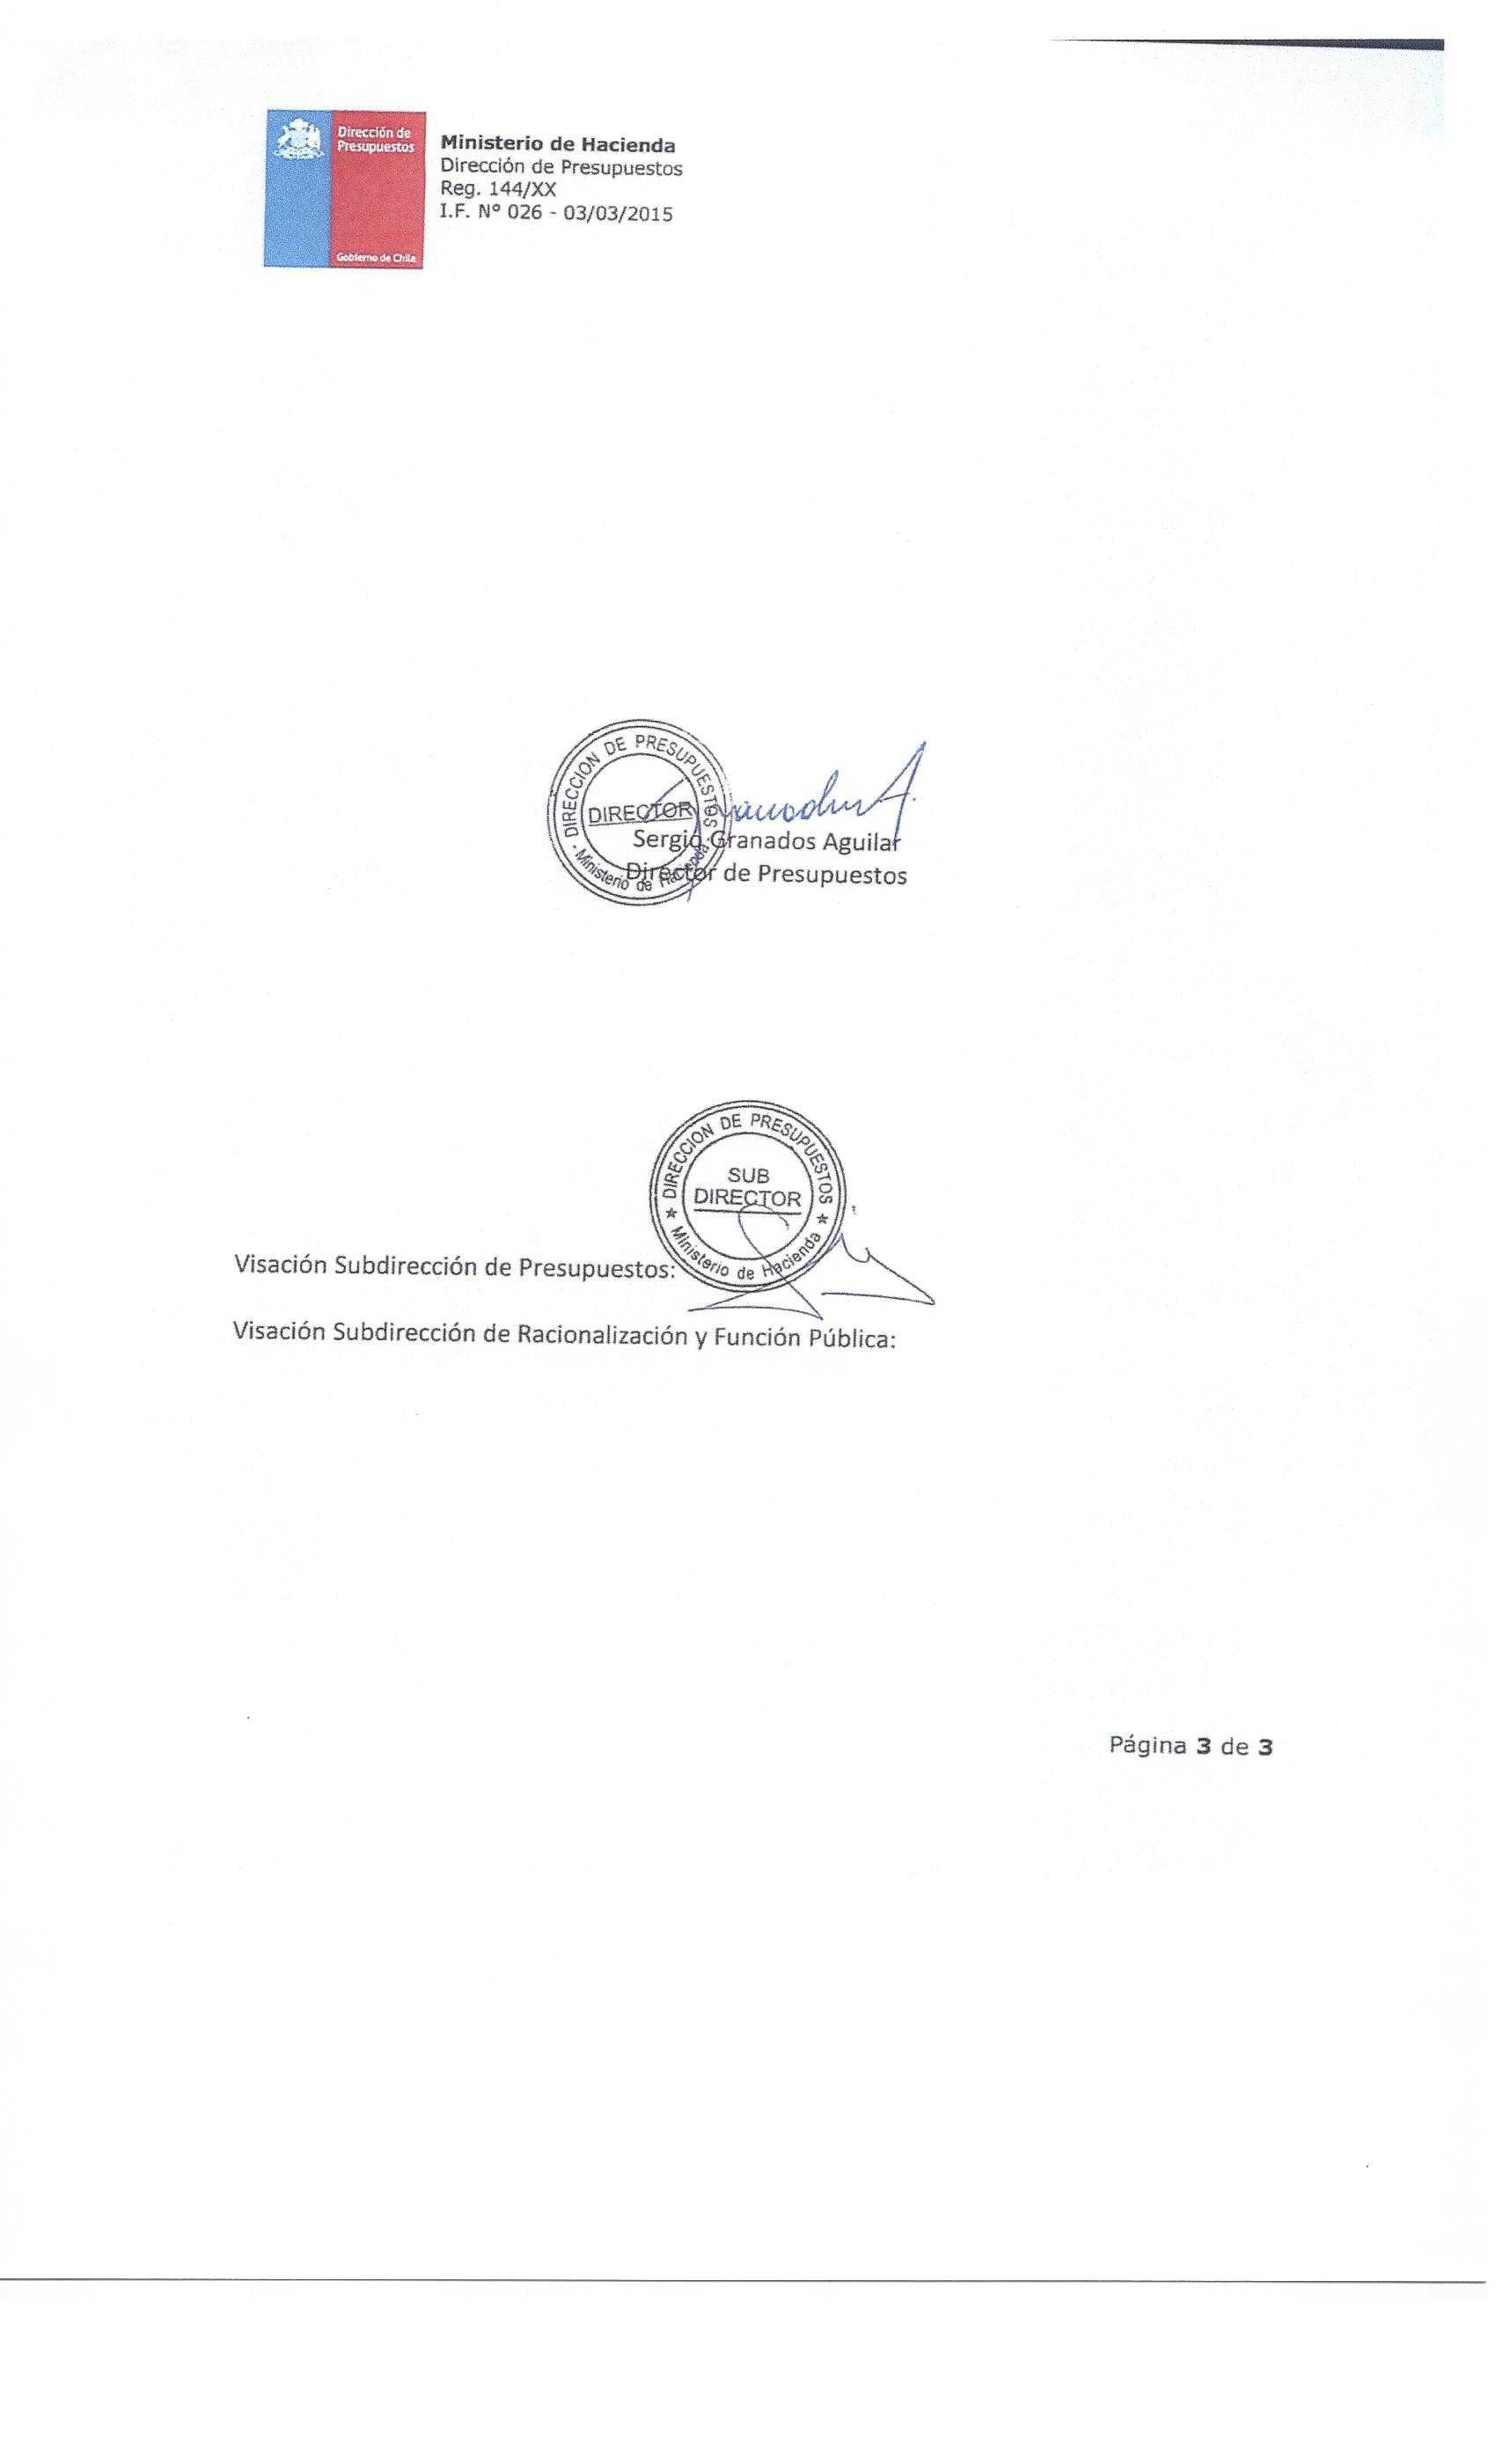 Dirección de
Presupuestos
Gobierno de Chile
Ministerio de Hacienda
Dirección de Presupuestos
Reg. 144/XX
I.F. Nº 026 - 03/03/2015
DIRECCION DE PRESUPUESTOS
DIRECTOR
Ministerio de Hacienda
Sergio Granados Aguilar
Director de Presupuestos
DIRECCION DE PRESUPUESTOS
SUB
DIRECTOR
Ministerio de Hacienda
Visación Subdirección de Presupuestos:
Visación Subdirección de Racionalización y Función Pública:
Página 3 de 3